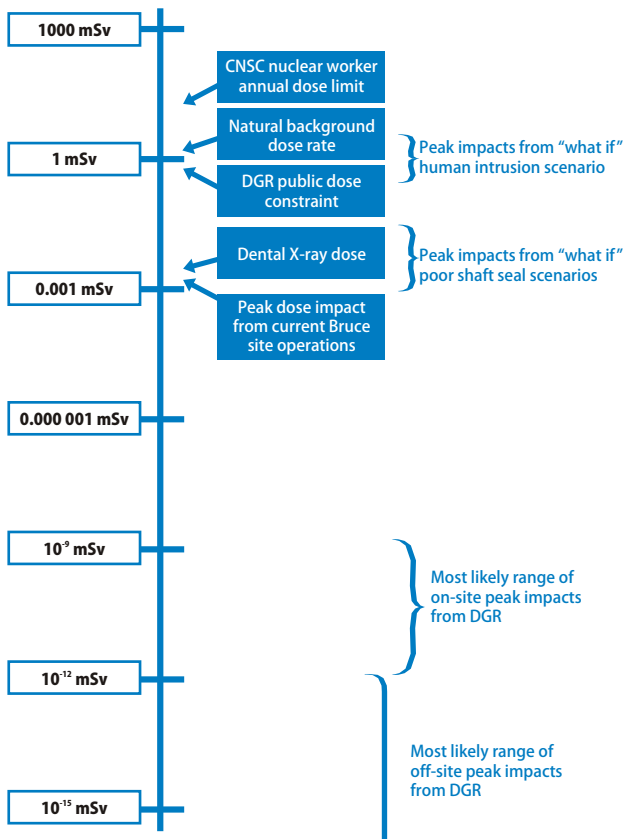 1000 mSv
CNSC nuclear worker
annual dose limit
Natural background
dose rate
1 mSv
Peak impacts from “what if”
human intrusion scenario
DGR public dose
constraint
Dental X-ray dose
Peak impacts from “what if”
poor shaft seal scenarios
0.001 mSv
Peak dose impact
from current Bruce
site operations
0.000 001 mSv
10⁻⁹ mSv
Most likely range of
on-site peak impacts
from DGR
10⁻¹² mSv
Most likely range of
off-site peak impacts
from DGR
10⁻¹⁵ mSv